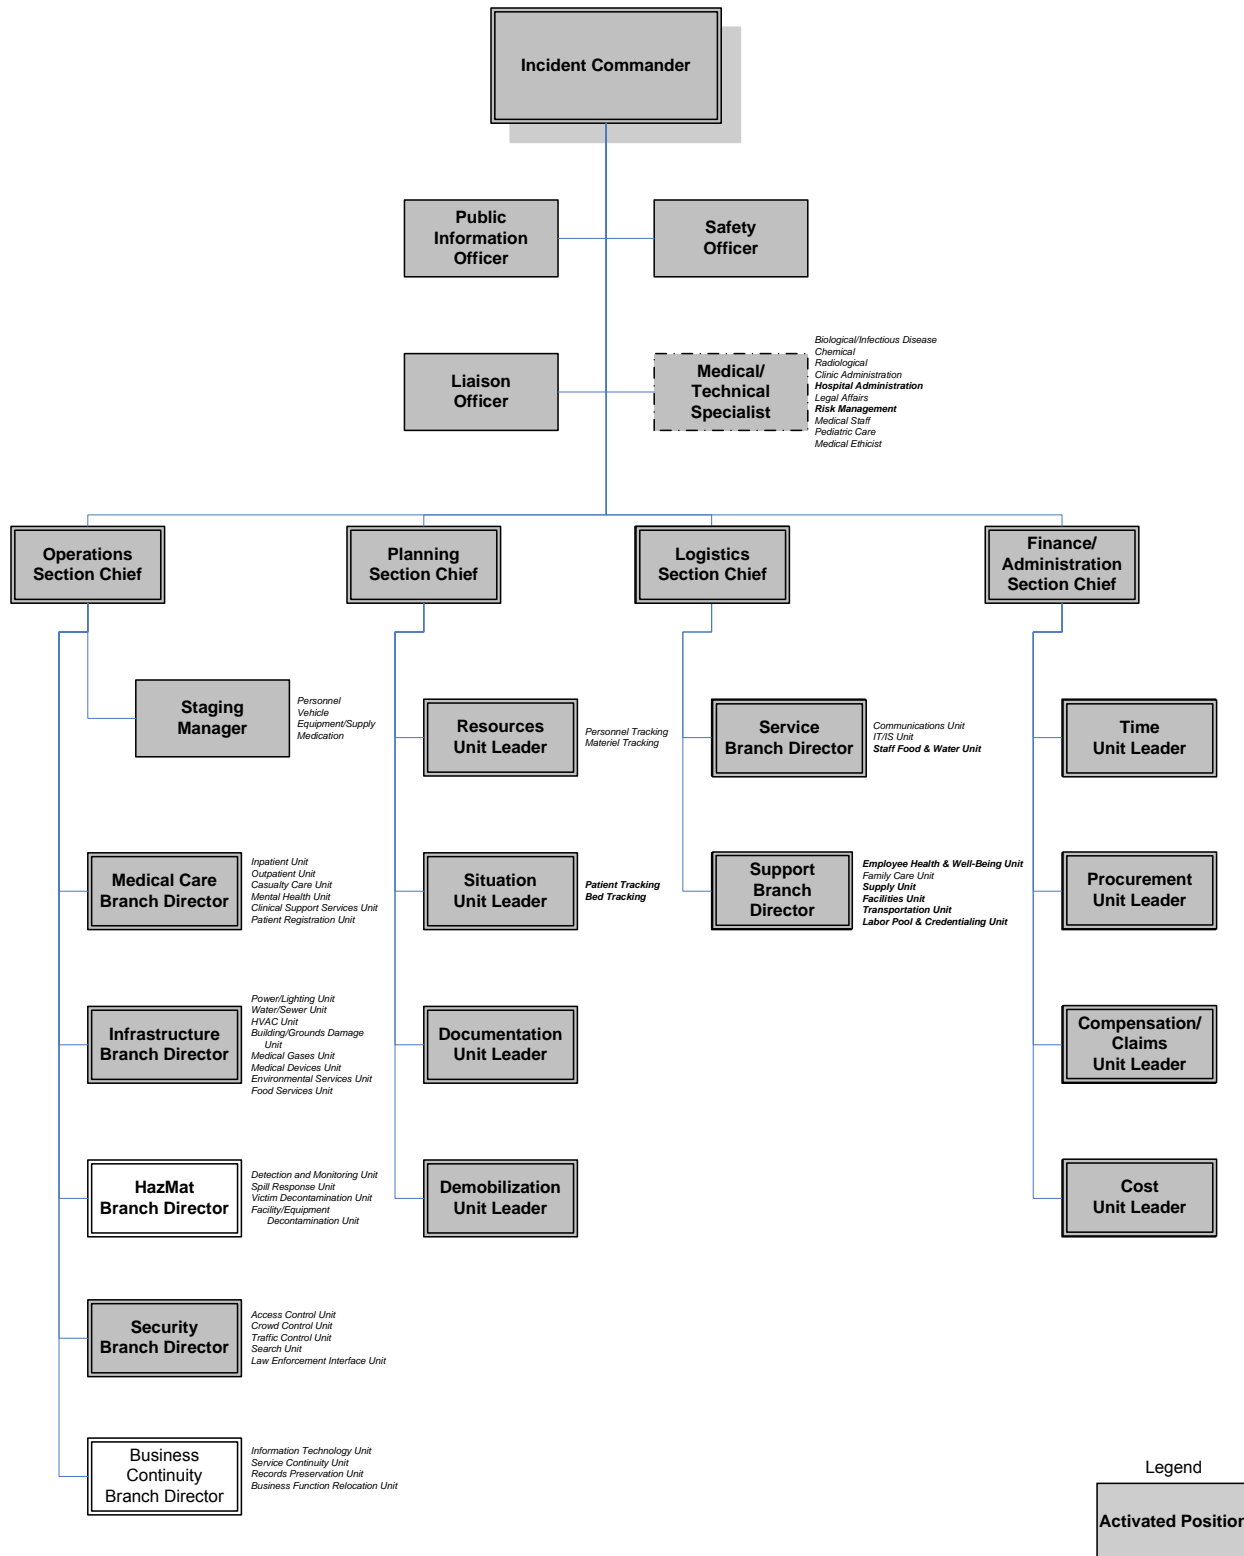 Incident Commander
Public
Information
Officer
Safety
Officer
Liaison
Officer
Medical/
Technical
Specialist
Biological/Infectious Disease
Chemical
Radiological
Clinic Administration
Hospital Administration
Legal Affairs
Risk Management
Medical Staff
Pediatric Care
Medical Ethicist
Operations
Section Chief
Planning
Section Chief
Logistics
Section Chief
Finance/
Administration
Section Chief
Staging
Manager
Personnel
Vehicle
Equipment/Supply
Medication
Resources
Unit Leader
Personnel Tracking
Materiel Tracking
Service
Branch Director
Communications Unit
IT/IS Unit
Staff Food & Water Unit
Time
Unit Leader
Medical Care
Branch Director
Inpatient Unit
Outpatient Unit
Casualty Care Unit
Mental Health Unit
Clinical Support Services Unit
Patient Registration Unit
Situation
Unit Leader
Patient Tracking
Bed Tracking
Support
Branch
Director
Employee Health & Well-Being Unit
Family Care Unit
Supply Unit
Facilities Unit
Transportation Unit
Labor Pool & Credentialing Unit
Procurement
Unit Leader
Infrastructure
Branch Director
Power/Lighting Unit
Water/Sewer Unit
HVAC Unit
Building/Grounds Damage
Unit
Medical Gases Unit
Medical Devices Unit
Environmental Services Unit
Food Services Unit
Documentation
Unit Leader
Compensation/
Claims
Unit Leader
HazMat
Branch Director
Detection and Monitoring Unit
Spill Response Unit
Victim Decontamination Unit
Facility/Equipment
Decontamination Unit
Demobilization
Unit Leader
Cost
Unit Leader
Security
Branch Director
Access Control Unit
Crowd Control Unit
Traffic Control Unit
Search Unit
Law Enforcement Interface Unit
Business
Continuity
Branch Director
Information Technology Unit
Service Continuity Unit
Records Preservation Unit
Business Function Relocation Unit
Legend
Activated Position